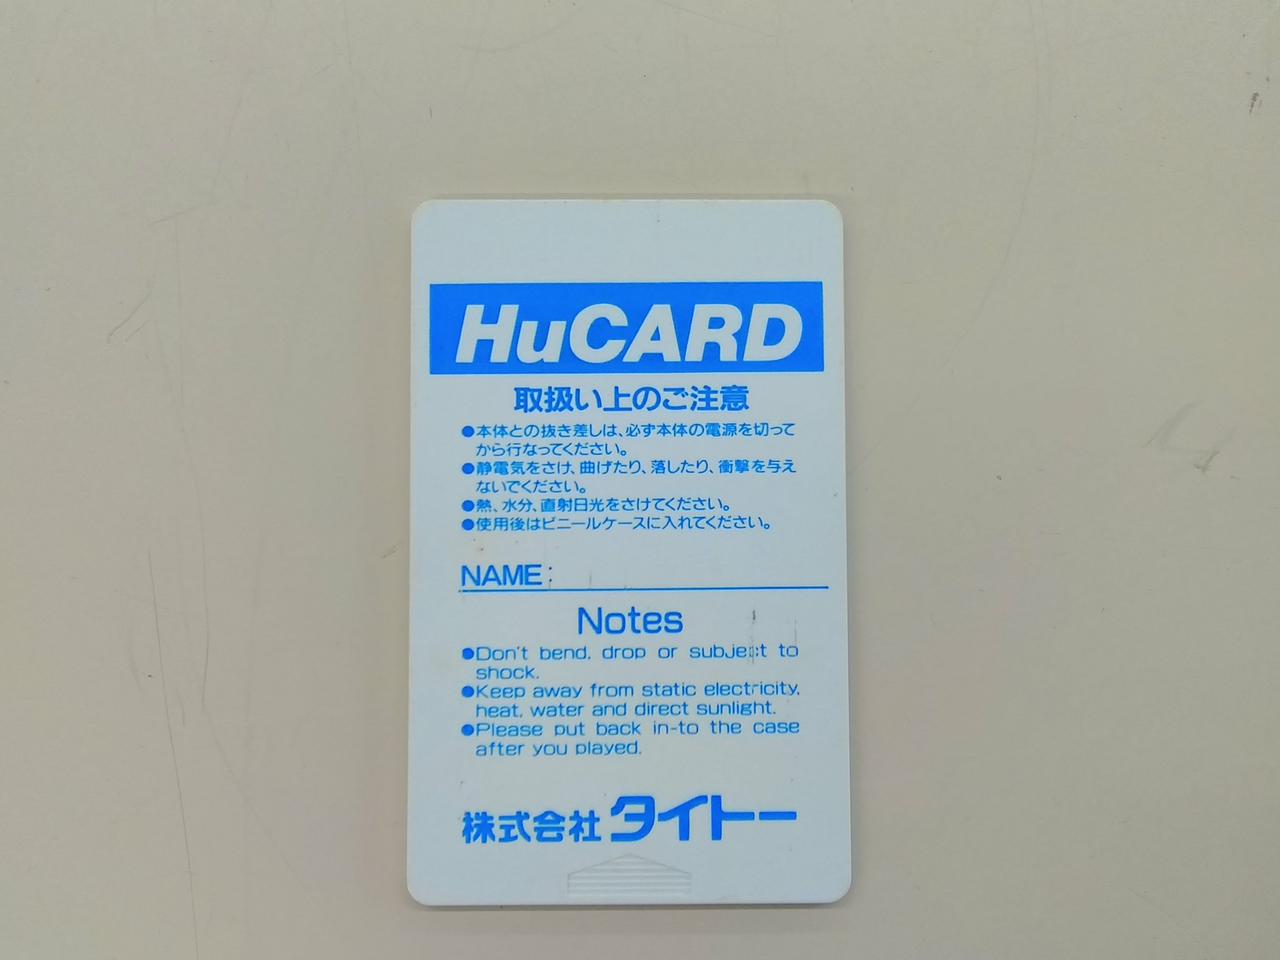 HuCARD
取扱い上のご注意
●本体との抜き差しは、必ず本体の電源を切って
から行なってください。
●静電気をさけ、曲げたり、落したり、衝撃を与え
ないでください。
●熱、水分、直射日光をさけてください。
●使用後はビニールケースに入れてください。
NAME:
Notes
●Don't bend, drop or subject to
shock.
●Keep away from static electricity,
heat, water and direct sunlight.
●Please put back in-to the case
after you played.
株式会社タイトー